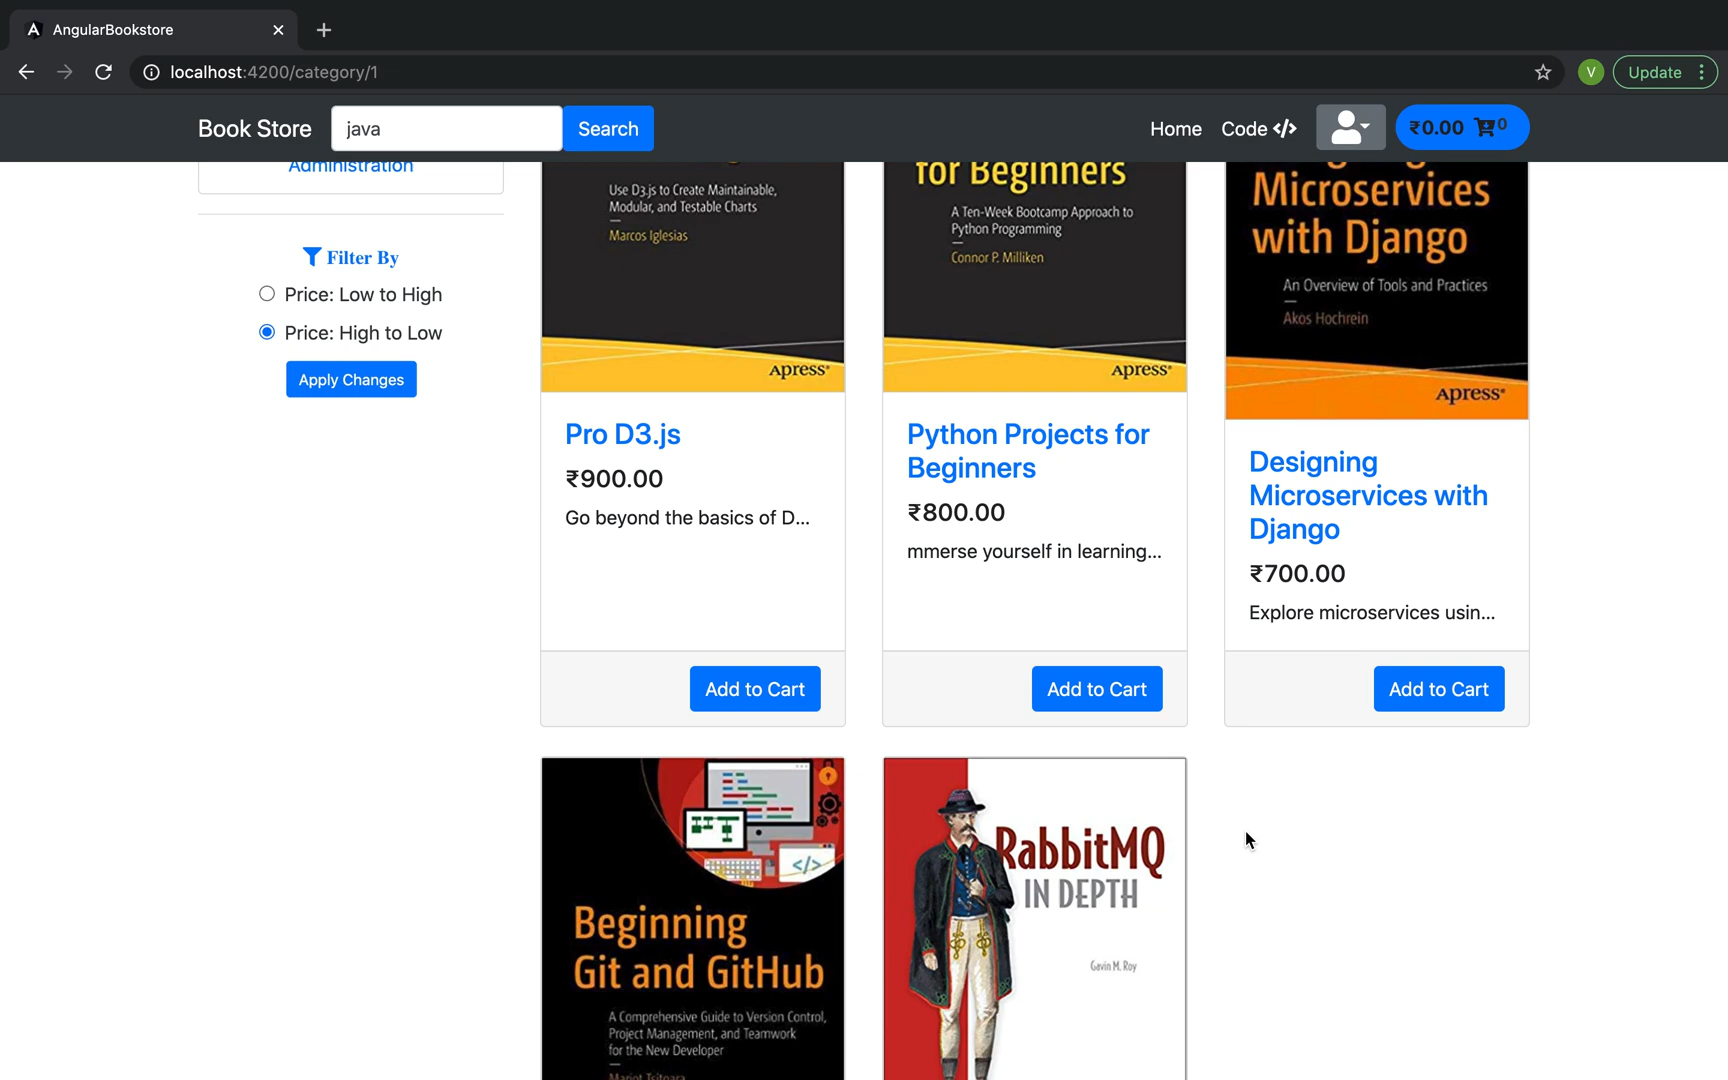 AngularBookstore
localhost:4200/category/1
V
Update
Book Store
java
Search
Home
Code
₹0.00
0
Administration
Filter By
Price: Low to High
Price: High to Low
Apply Changes
Use D3.js to Create Maintainable,
Modular, and Testable Charts
Marcos Iglesias
Apress®
Pro D3.js
₹900.00
Go beyond the basics of D...
Add to Cart
for Beginners
A Ten-Week Bootcamp Approach to
Python Programming
Connor P. Milliken
Apress®
Python Projects for
Beginners
₹800.00
mmerse yourself in learning...
Add to Cart
Microservices
with Django
An Overview of Tools and Practices
Akos Hochrein
Apress®
Designing
Microservices with
Django
₹700.00
Explore microservices usin...
Add to Cart
Beginning
Git and GitHub
A Comprehensive Guide to Version Control,
Project Management, and Teamwork
for the New Developer
Mariot Tsitoara
RabbitMQ
IN DEPTH
Gavin M. Roy